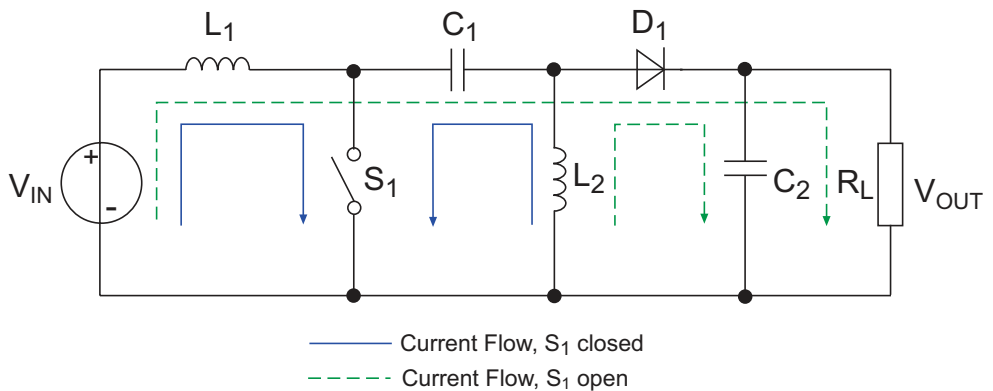 L1
C1
D1
+
VIN
-
S1
L2
C2
RL
VOUT
Current Flow, S1 closed
Current Flow, S1 open